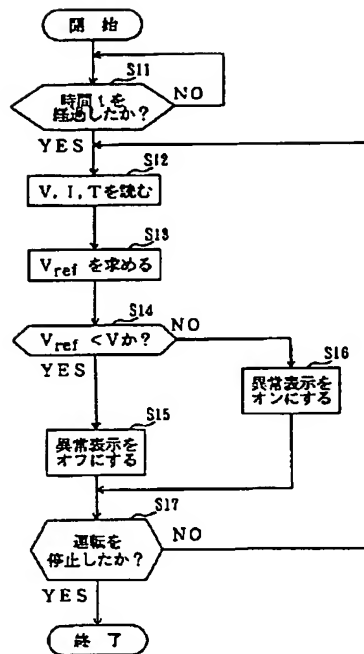 開始
S11
時間tを
経過したか?
NO
YES
S12
V, I, Tを読む
S13
Vref を求める
S14
Vref <Vか?
NO
YES
S16
異常表示を
オンにする
S15
異常表示を
オフにする
S17
運転を
停止したか?
NO
YES
終了